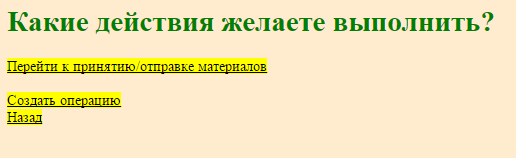 Какие действия желаете выполнить?
Перейти к принятию/отправке материалов
Создать операцию
Назад